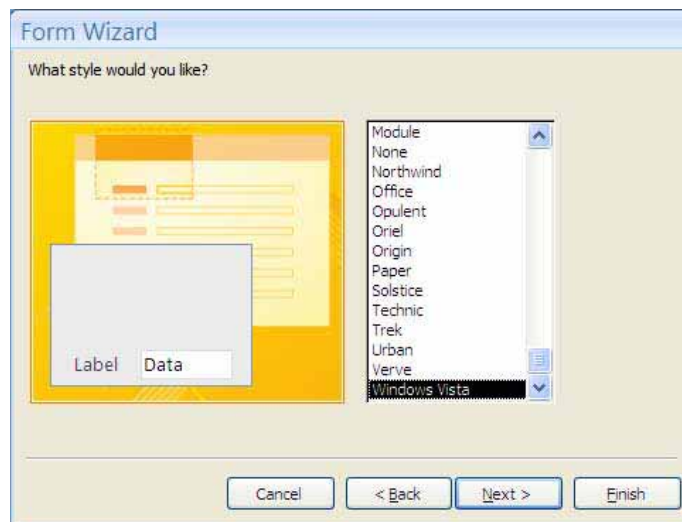 Form Wizard
What style would you like?
Label Data
Module
None
Northwind
Office
Opulent
Oriel
Origin
Paper
Solstice
Technic
Trek
Urban
Verve
Windows Vista
Cancel < Back Next > Finish